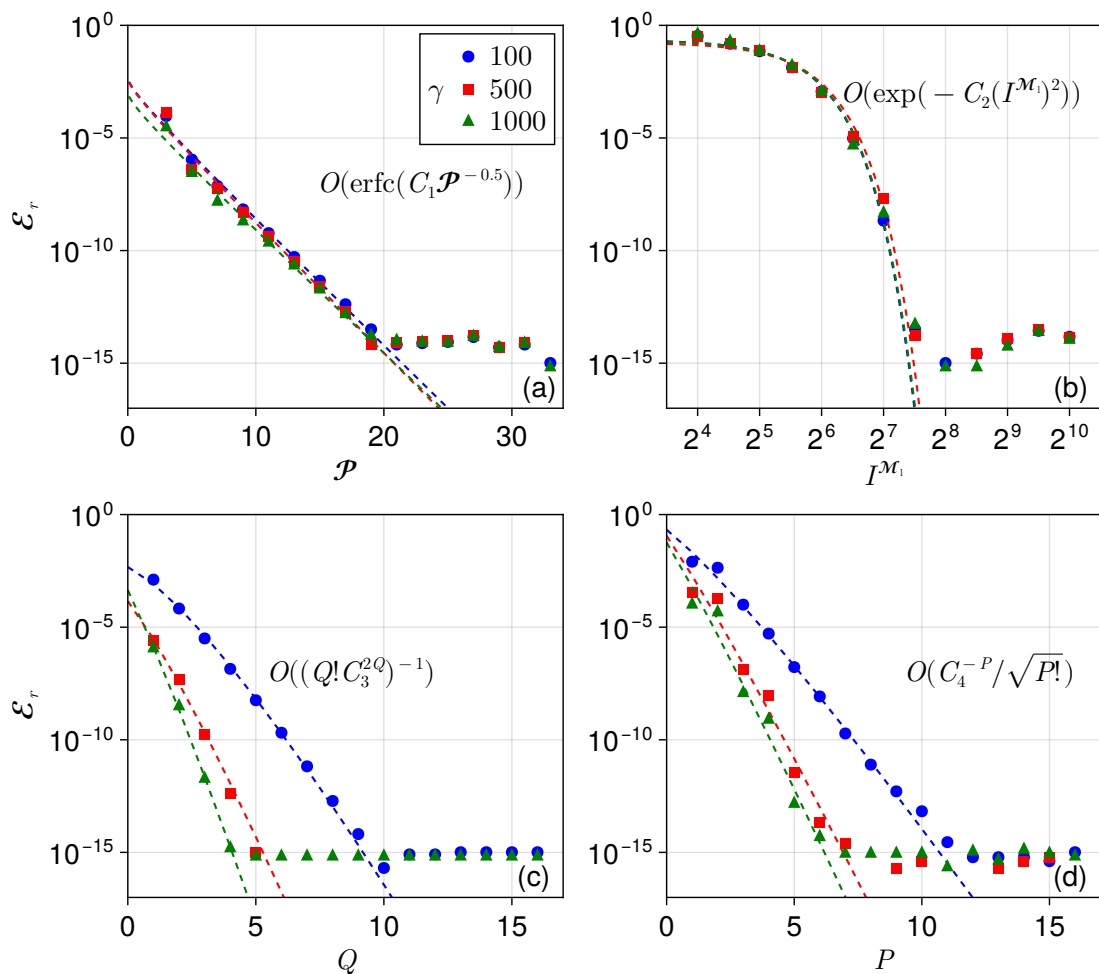 10^0
10^{-5}
10^{-10}
10^{-15}
ℰ_r
γ
100
500
1000
O(erfc(C_1 𝒫^{-0.5}))
(a)
0 10 20 30
𝒫
10^0
10^{-5}
10^{-10}
10^{-15}
O(exp(-C_2(I^{ℳ_1})^2))
(b)
2^4 2^5 2^6 2^7 2^8 2^9 2^{10}
I^{ℳ_1}
10^0
10^{-5}
10^{-10}
10^{-15}
ℰ_r
O((Q!C_3^{2Q})^{-1})
(c)
0 5 10 15
Q
10^0
10^{-5}
10^{-10}
10^{-15}
O(C_4^{-P}/√P!)
(d)
0 5 10 15
P